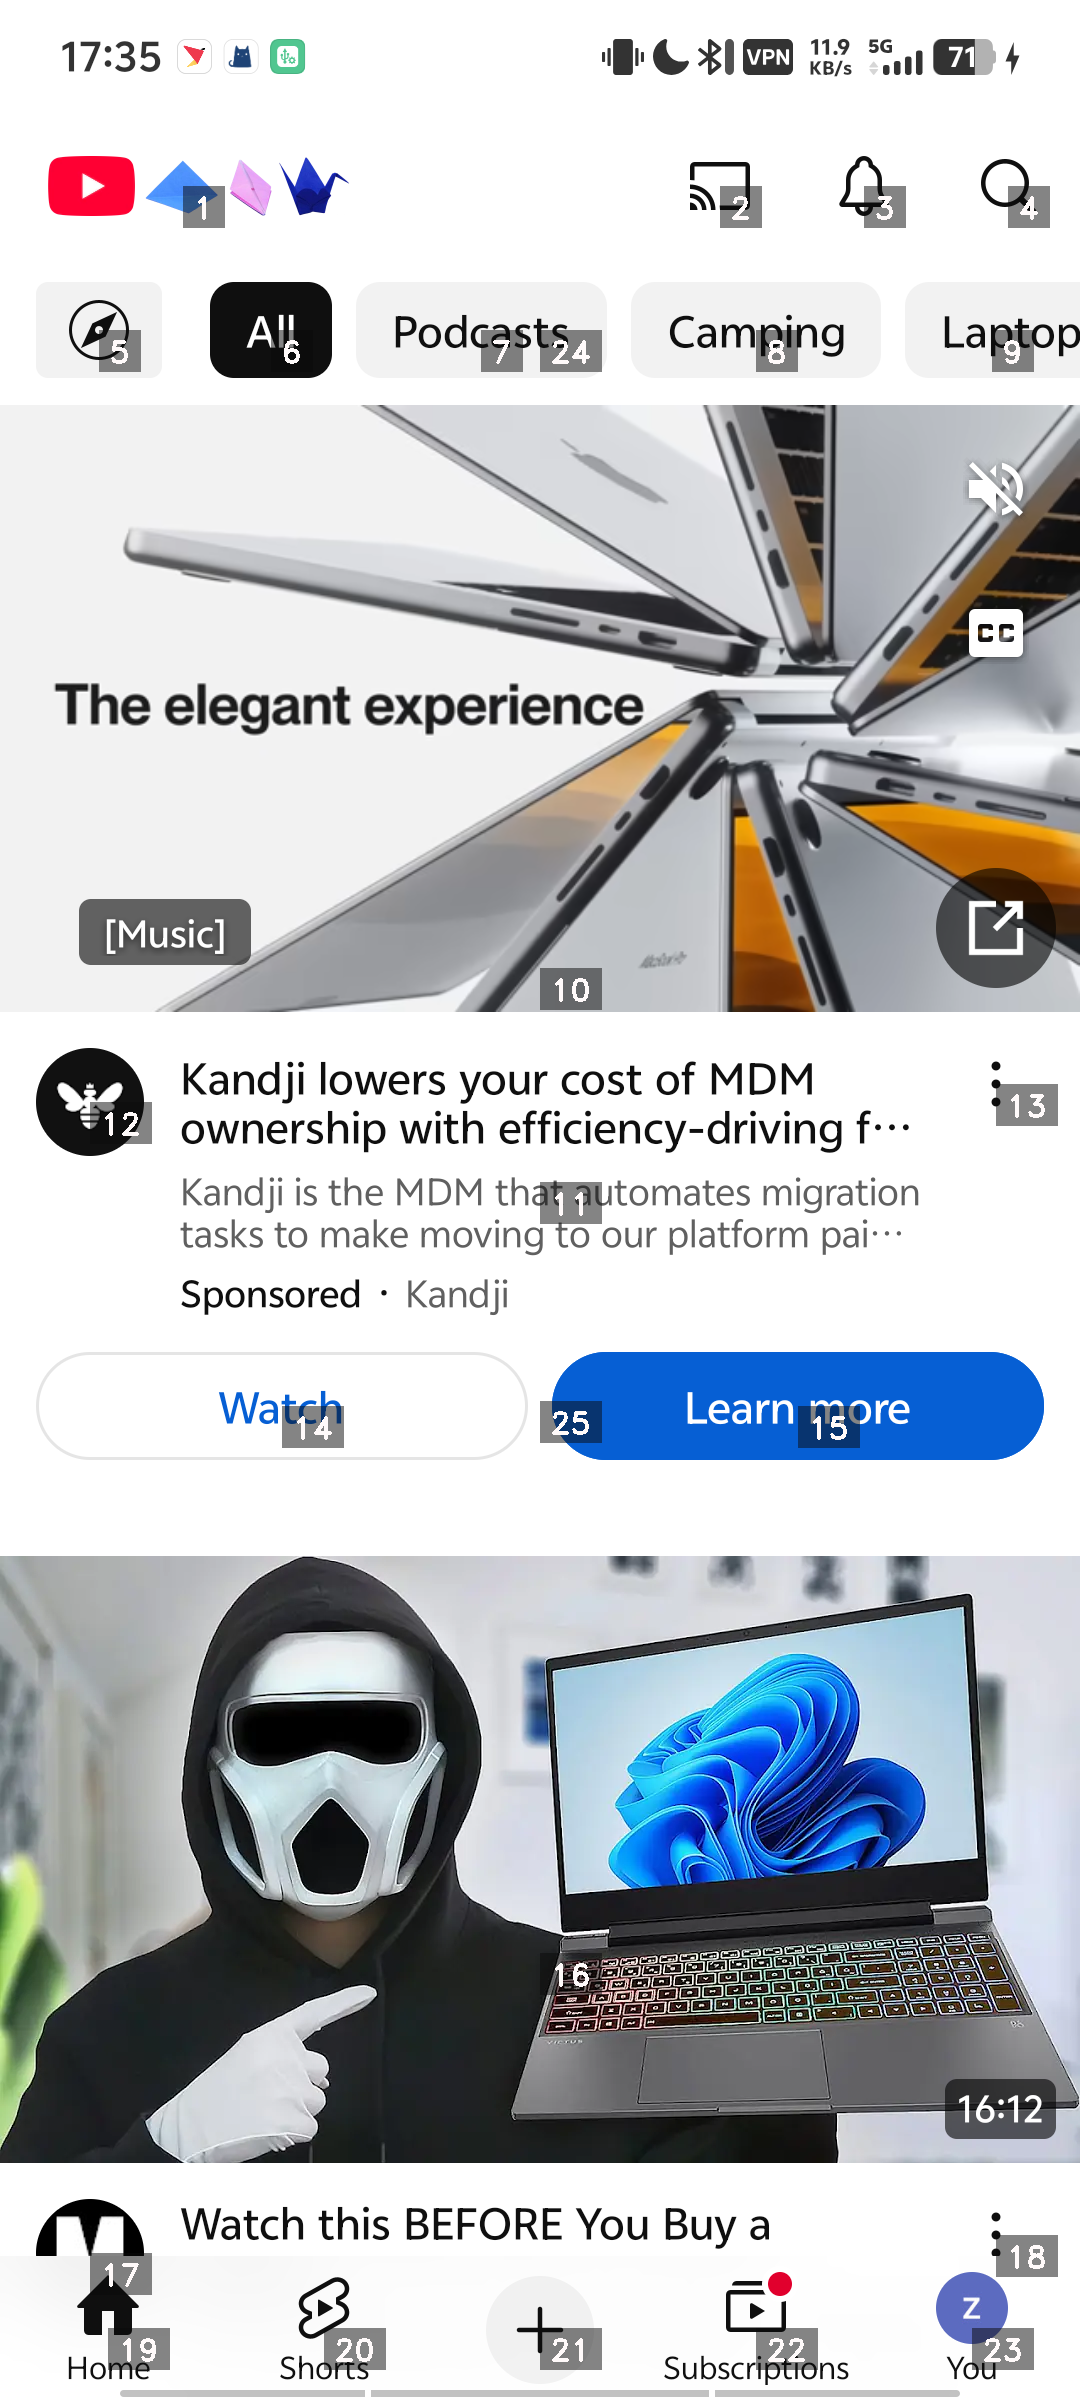 17:35
VPN
11.9
KB/s
5G
71
1
2
3
4
5
All
6
Podcasts
7
24
Camping
8
Laptop
9
CC
The elegant experience
[Music]
10
Kandji lowers your cost of MDM
ownership with efficiency-driving f...
12
13
Kandji is the MDM that automates migration
11
tasks to make moving to our platform pai...
Sponsored · Kandji
Watch
14
25
Learn more
15
16
VICTUS
16:12
Watch this BEFORE You Buy a
17
18
Z
Home
19
Shorts
20
21
Subscriptions
22
You
23